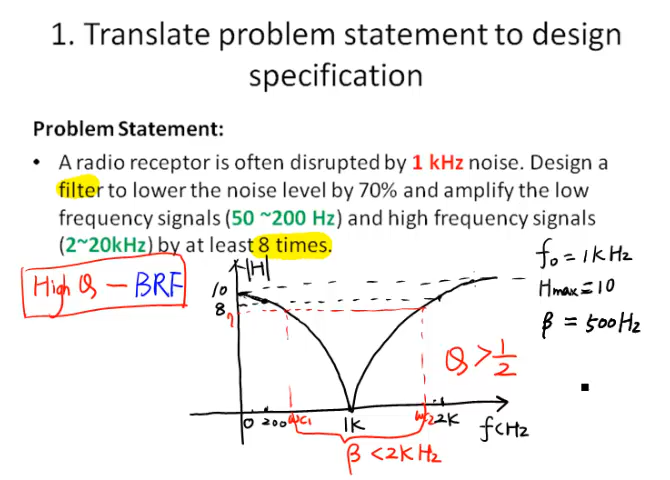 1. Translate problem statement to design
specification
Problem Statement:
• A radio receptor is often disrupted by 1 kHz noise. Design a
filter to lower the noise level by 70% and amplify the low
frequency signals (50 ~200 Hz) and high frequency signals
(2~20kHz) by at least 8 times.
High Q – BRF
|H|
10
8
7
f₀ = 1KHz
Hmax = 10
β = 500Hz
Q > 1/2
0 200 ωc1 1K ωc2 2K f(Hz
β < 2KHz